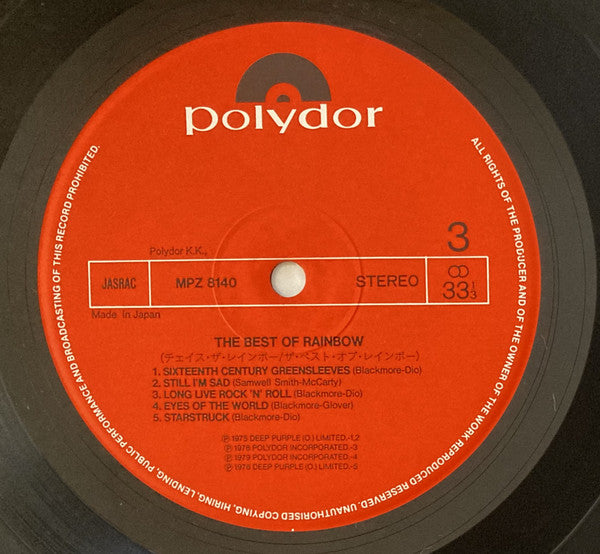 polydor
ALL RIGHTS OF THE PRODUCER AND OF THE OWNER OF THE WORK REPRODUCED RESERVED. UNAUTHORISED COPYING, HIRING, LENDING, PUBLIC PERFORMANCE AND BROADCASTING OF THIS RECORD PROHIBITED.
3
Polydor K.K.,
JASRAC MPZ 8140 STEREO 33 1/3
Made in Japan
THE BEST OF RAINBOW
(チェイス・ザ・レインボー/ザ・ベスト・オブ・レインボー)
1. SIXTEENTH CENTURY GREENSLEEVES (Blackmore-Dio)
2. STILL I'M SAD (Samwell Smith-McCarty)
3. LONG LIVE ROCK 'N' ROLL (Blackmore-Dio)
4. EYES OF THE WORLD (Blackmore-Glover)
5. STARSTRUCK (Blackmore-Dio)
Ⓟ 1975 DEEP PURPLE (O.) LIMITED.-1,2
Ⓟ 1978 POLYDOR INCORPORATED.-3
Ⓟ 1979 POLYDOR INCORPORATED.-4
Ⓟ 1976 DEEP PURPLE (O.) LIMITED.-5